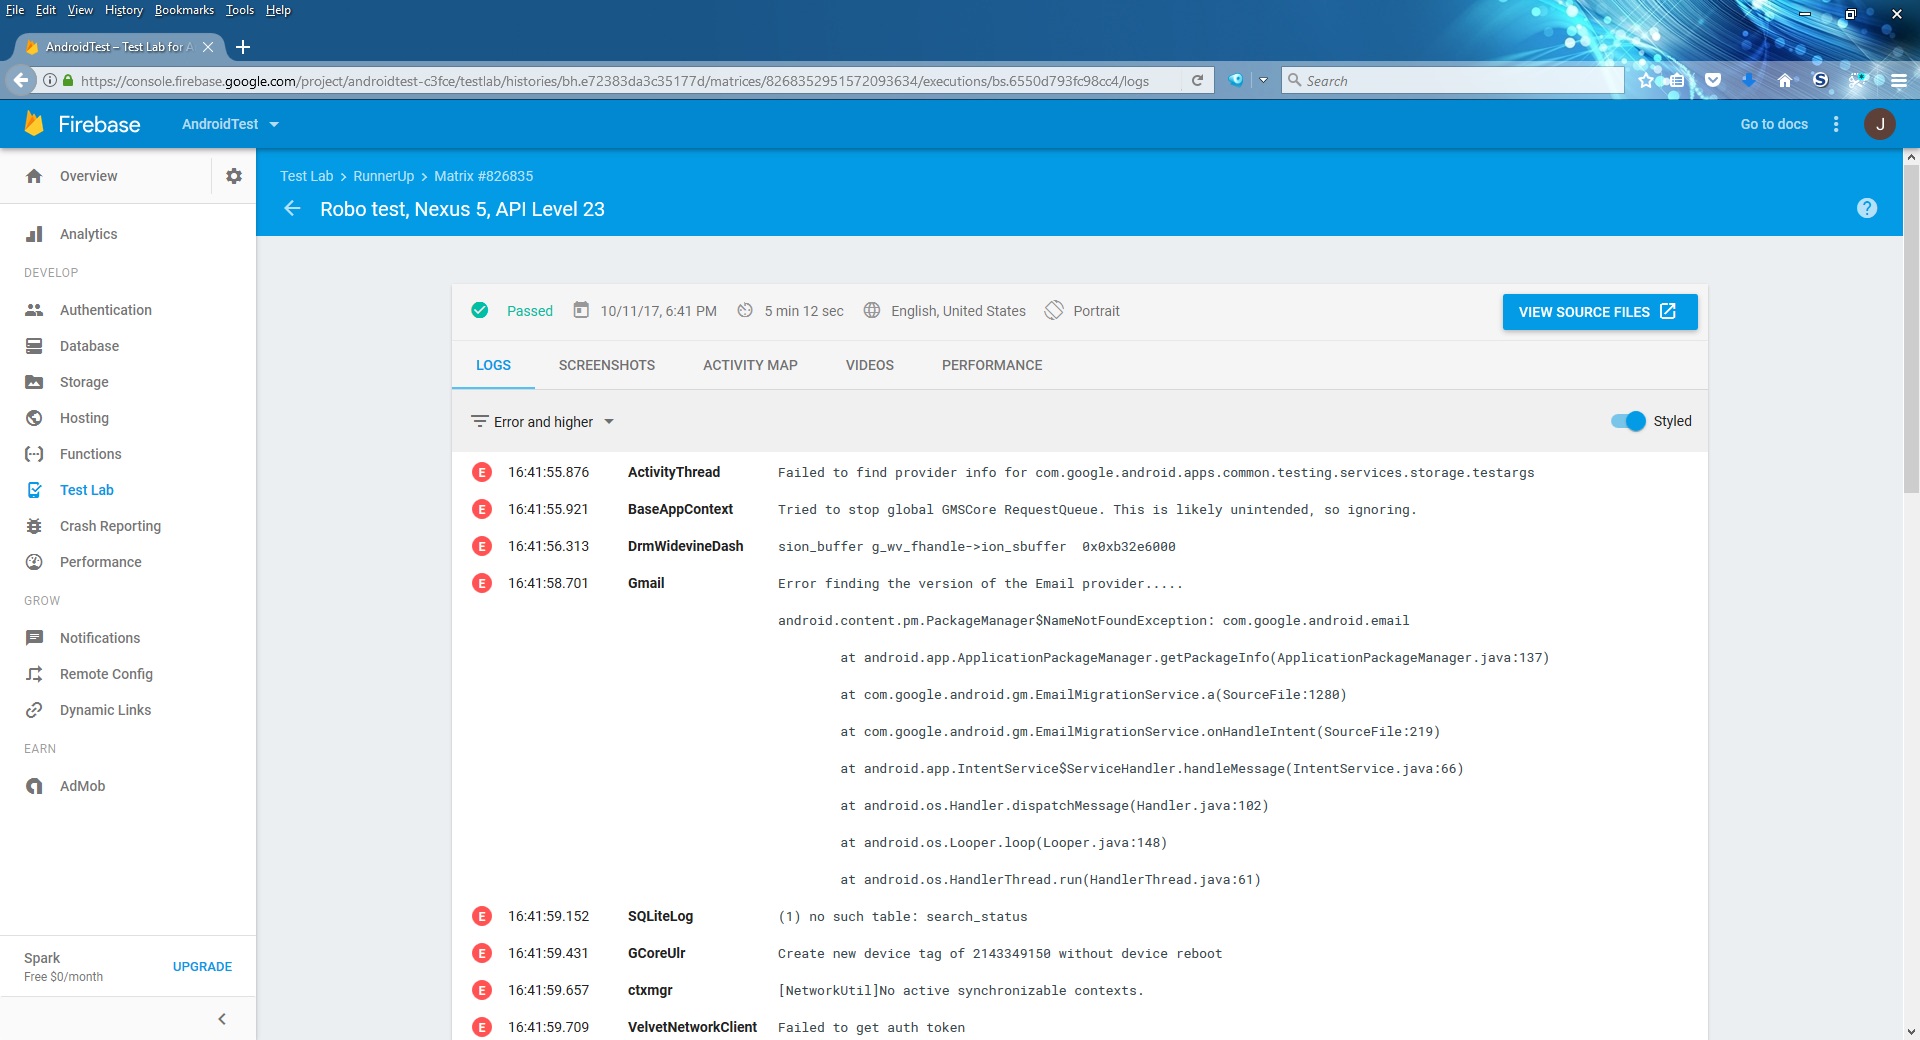 File Edit View History Bookmarks Tools Help
AndroidTest – Test Lab for A
https://console.firebase.google.com/project/androidtest-c3fce/testlab/histories/bh.e72383da3c35177d/matrices/8268352951572093634/executions/bs.6550d793fc98cc4/logs
Search
Firebase
AndroidTest
Go to docs
J
Overview
Test Lab > RunnerUp > Matrix #826835
Robo test, Nexus 5, API Level 23
Analytics
DEVELOP
Authentication
Database
Storage
Hosting
Functions
Test Lab
Crash Reporting
Performance
GROW
Notifications
Remote Config
Dynamic Links
EARN
AdMob
Spark
Free $0/month
UPGRADE
Passed 10/11/17, 6:41 PM 5 min 12 sec English, United States Portrait
VIEW SOURCE FILES
LOGS SCREENSHOTS ACTIVITY MAP VIDEOS PERFORMANCE
Error and higher
Styled
E 16:41:55.876 ActivityThread Failed to find provider info for com.google.android.apps.common.testing.services.storage.testargs
E 16:41:55.921 BaseAppContext Tried to stop global GMSCore RequestQueue. This is likely unintended, so ignoring.
E 16:41:56.313 DrmWidevineDash sion_buffer g_wv_fhandle->ion_sbuffer 0x0xb32e6000
E 16:41:58.701 Gmail Error finding the version of the Email provider.....
android.content.pm.PackageManager$NameNotFoundException: com.google.android.email
at android.app.ApplicationPackageManager.getPackageInfo(ApplicationPackageManager.java:137)
at com.google.android.gm.EmailMigrationService.a(SourceFile:1280)
at com.google.android.gm.EmailMigrationService.onHandleIntent(SourceFile:219)
at android.app.IntentService$ServiceHandler.handleMessage(IntentService.java:66)
at android.os.Handler.dispatchMessage(Handler.java:102)
at android.os.Looper.loop(Looper.java:148)
at android.os.HandlerThread.run(HandlerThread.java:61)
E 16:41:59.152 SQLiteLog (1) no such table: search_status
E 16:41:59.431 GCoreUlr Create new device tag of 2143349150 without device reboot
E 16:41:59.657 ctxmgr [NetworkUtil]No active synchronizable contexts.
E 16:41:59.709 VelvetNetworkClient Failed to get auth token